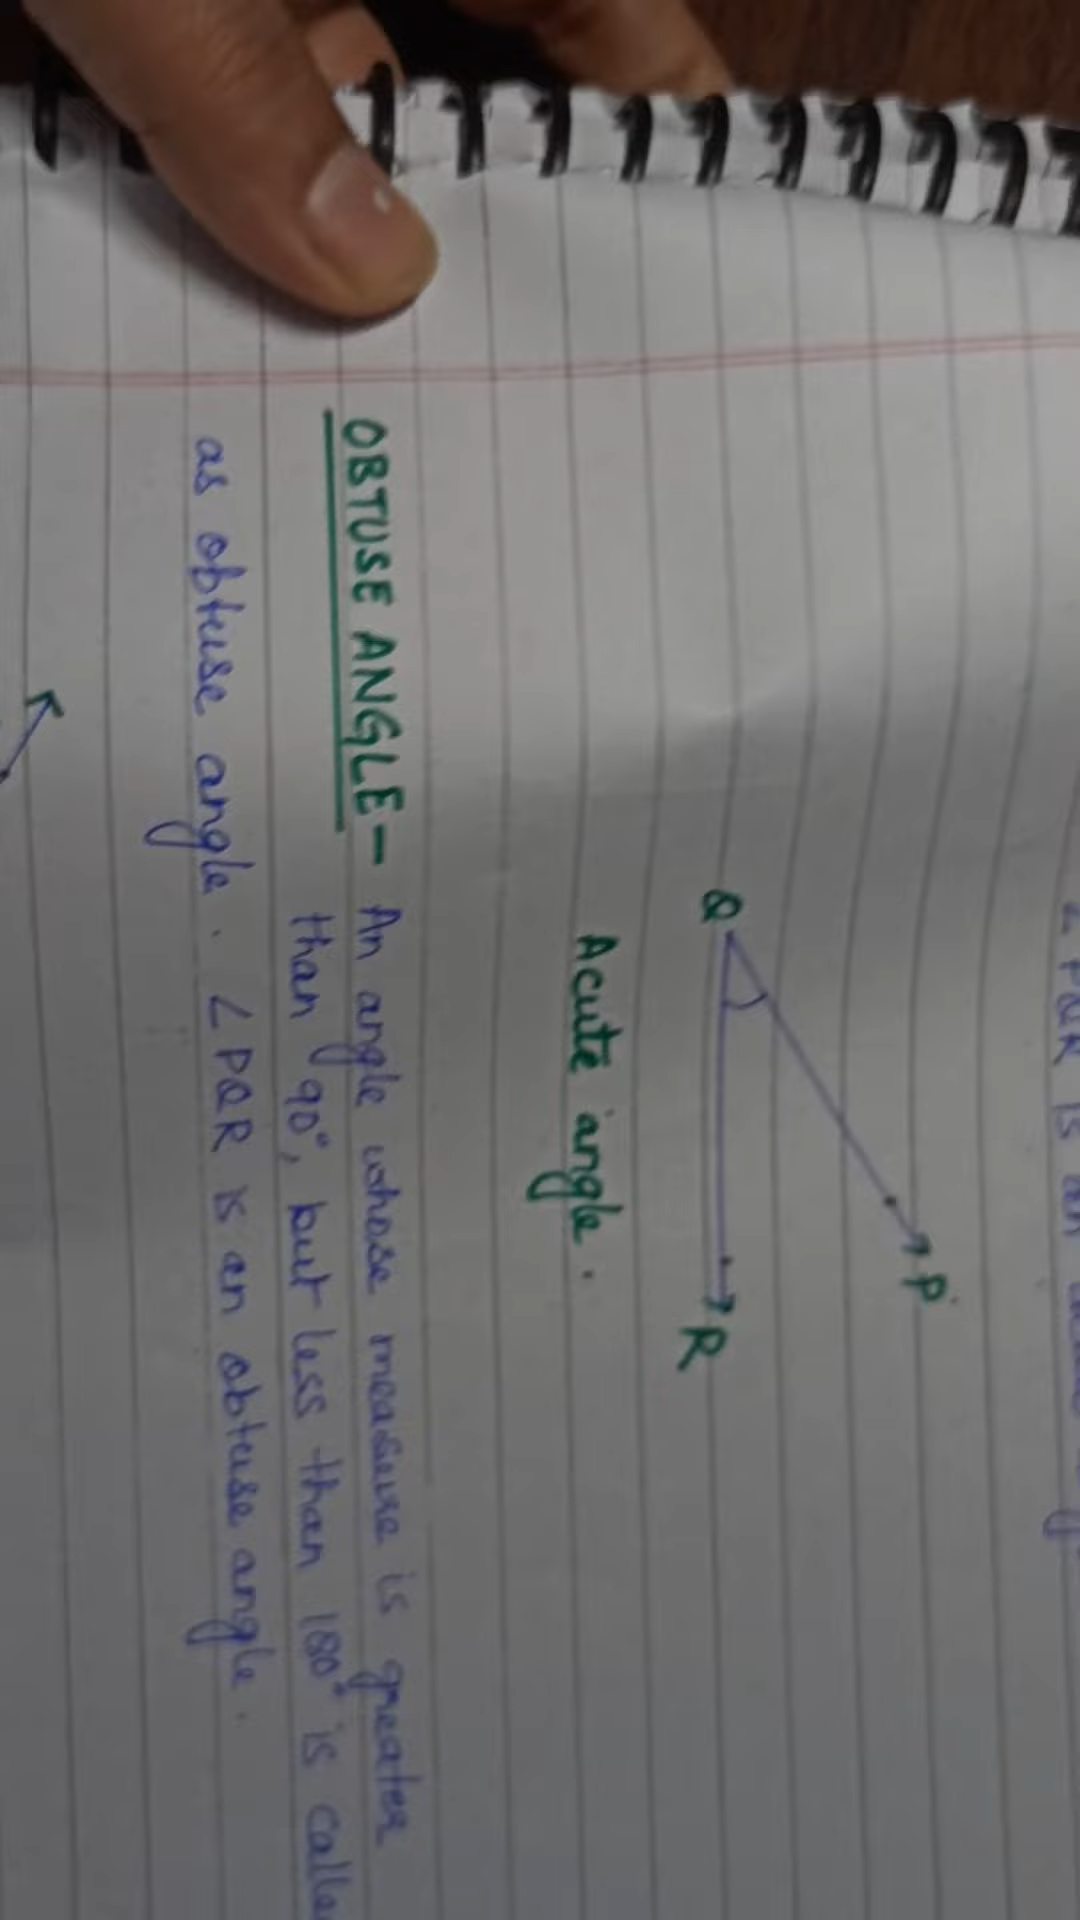 ∠PQR is an
P
Q
R
Acute angle.
OBTUSE ANGLE— An angle whose measure is greater
than 90°, but less than 180° is calle
as obtuse angle. ∠PQR is an obtuse angle.